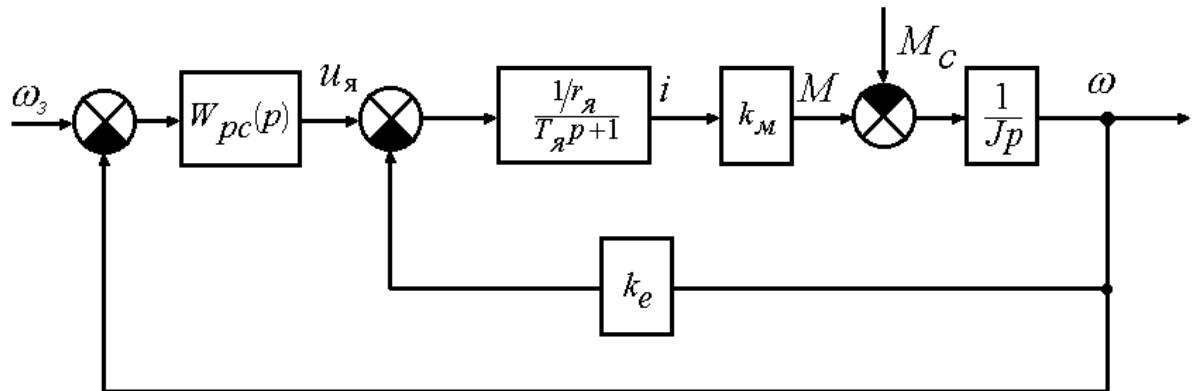 ω_з
W_pc(p)
u_я
1/r_я
T_я p+1
i
k_м
M
M_C
1
Jp
ω
k_e